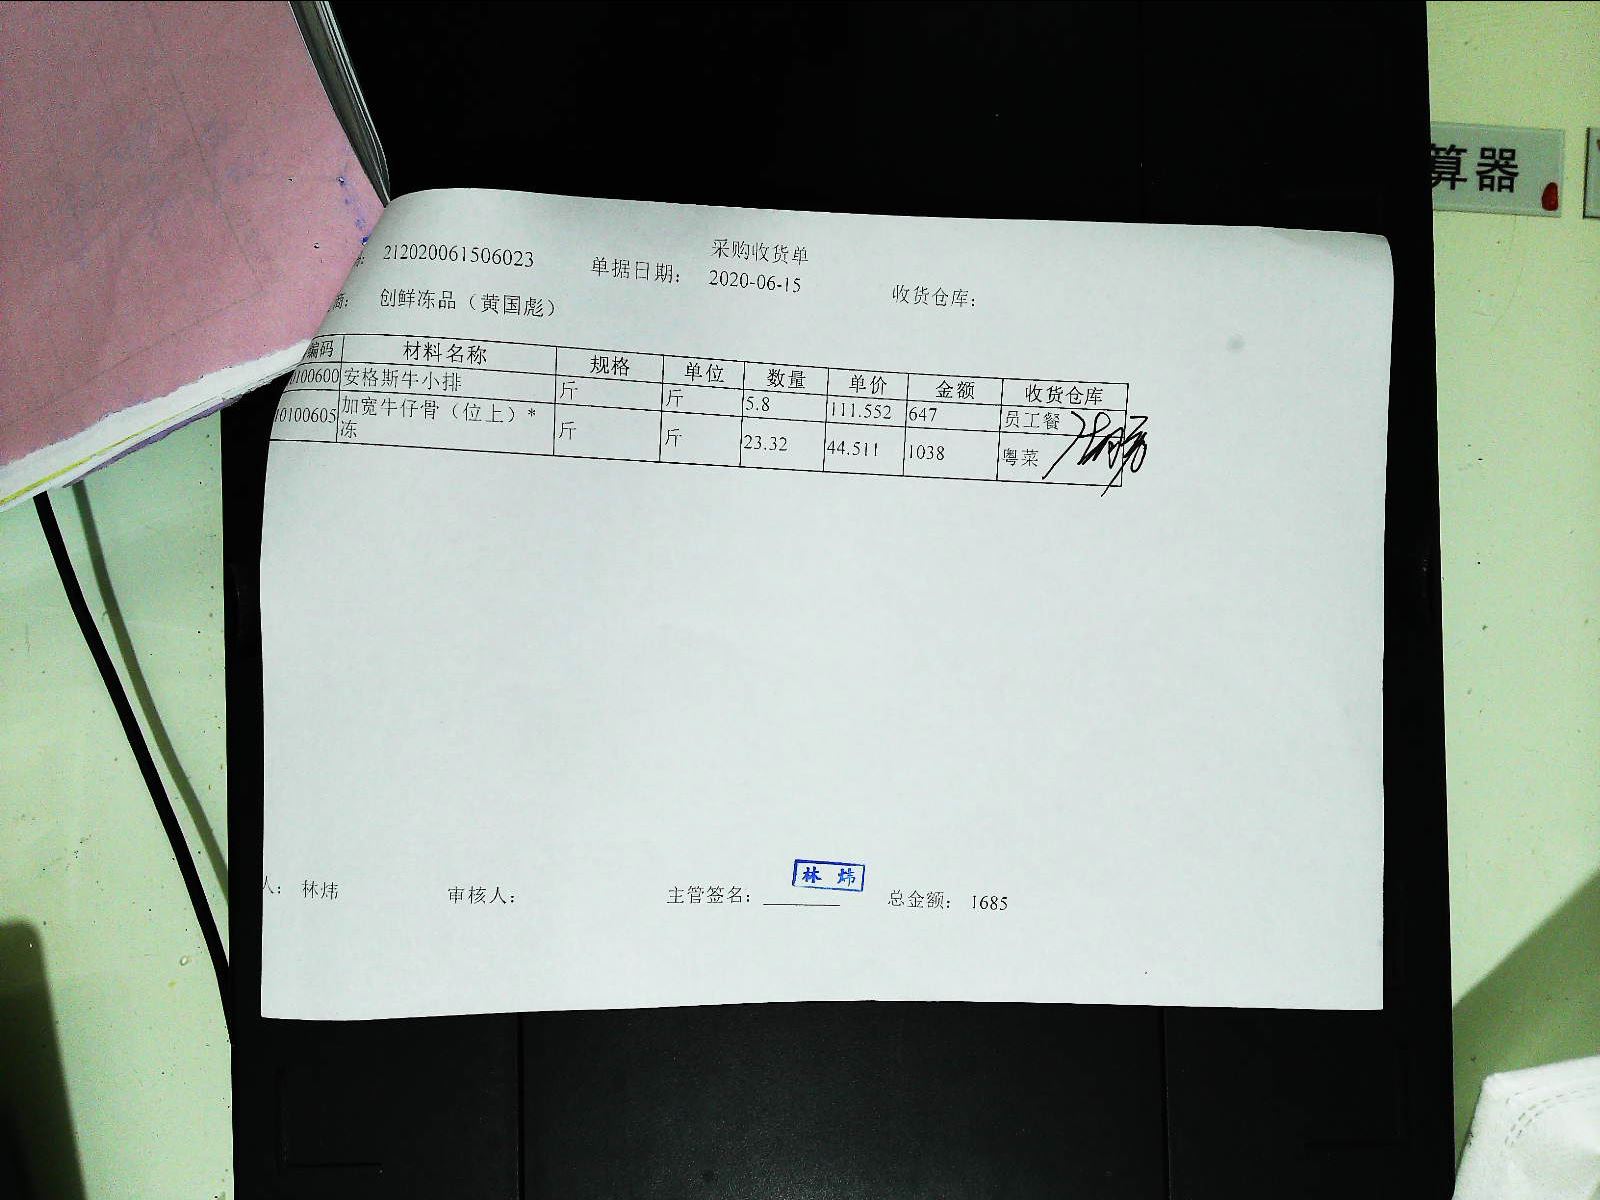 采购收货单
212020061506023 单据日期: 2020-06-15 收货仓库:
商: 创鲜冻品（黄国彪）
编码 材料名称 规格 单位 数量 单价 金额 收货仓库
0100600 安格斯牛小排 斤 斤 5.8 111.552 647 员工餐
10100605 加宽牛仔骨（位上）* 斤 斤 23.32 44.511 1038 粤菜
冻
林 炜
人: 林炜 审核人: 主管签名: 总金额: 1685
算器